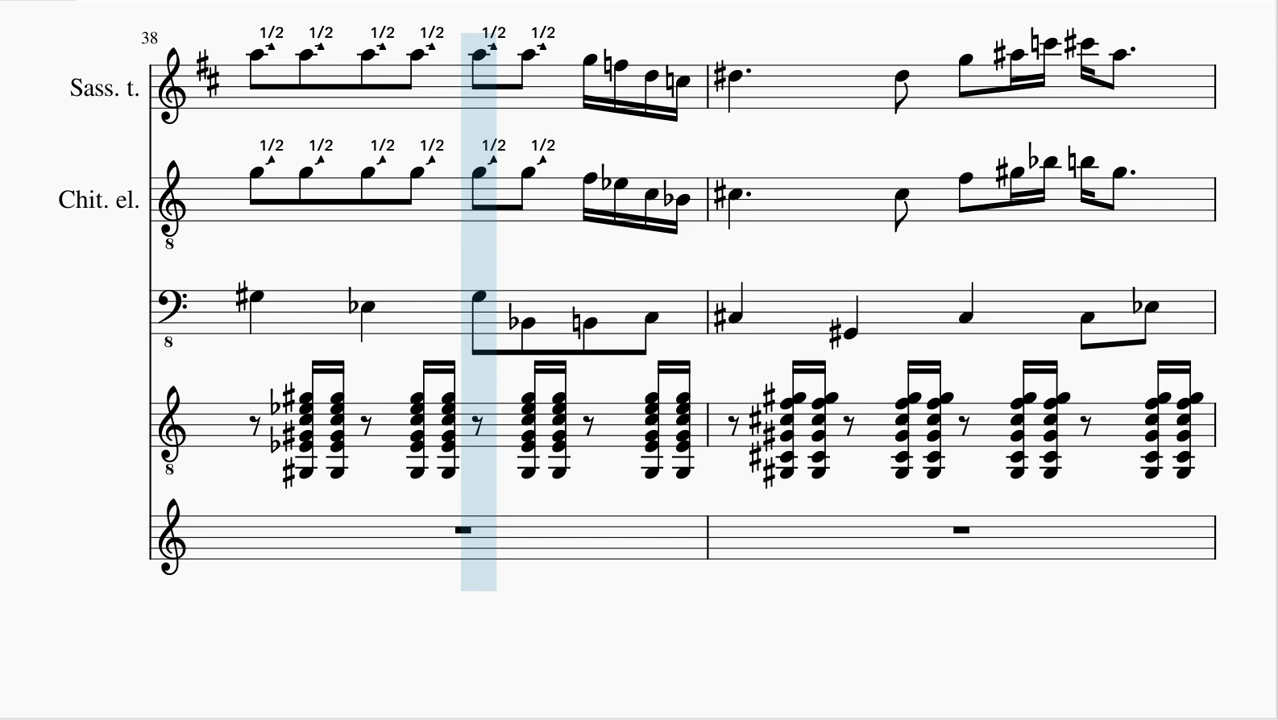 38
1/2 1/2 1/2 1/2 1/2 1/2
Sass. t.
1/2 1/2 1/2 1/2 1/2 1/2
Chit. el.
8
8
8